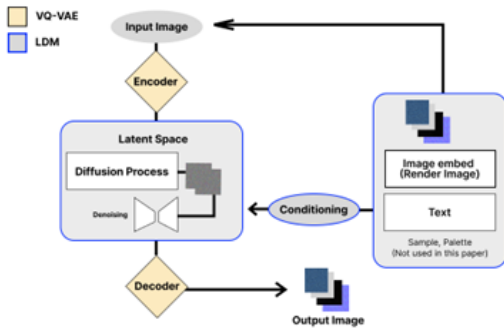 VQ-VAE
LDM
Input Image
Encoder
Latent Space
Diffusion Process
Denoising
Decoder
Output Image
Conditioning
Image embed
(Render Image)
Text
Sample, Palette
(Not used in this paper)